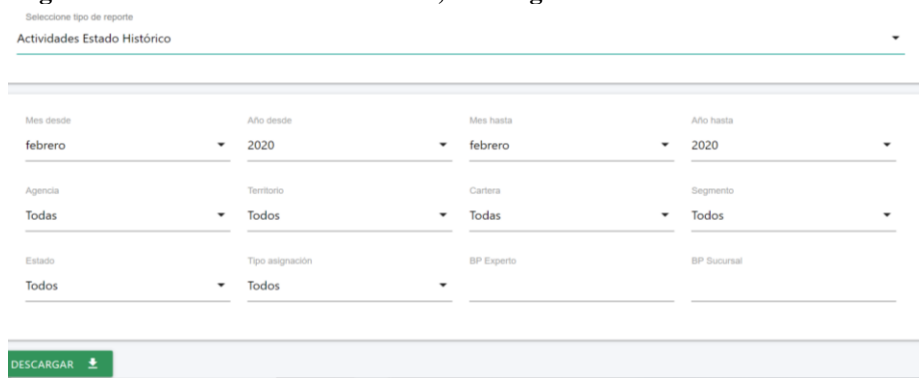 Seleccione tipo de reporte
Actividades Estado Histórico
Mes desde Año desde Mes hasta Año hasta
febrero 2020 febrero 2020
Agencia Territorio Cartera Segmento
Todas Todos Todas Todos
Estado Tipo asignación BP Experto BP Sucursal
Todos Todos
DESCARGAR